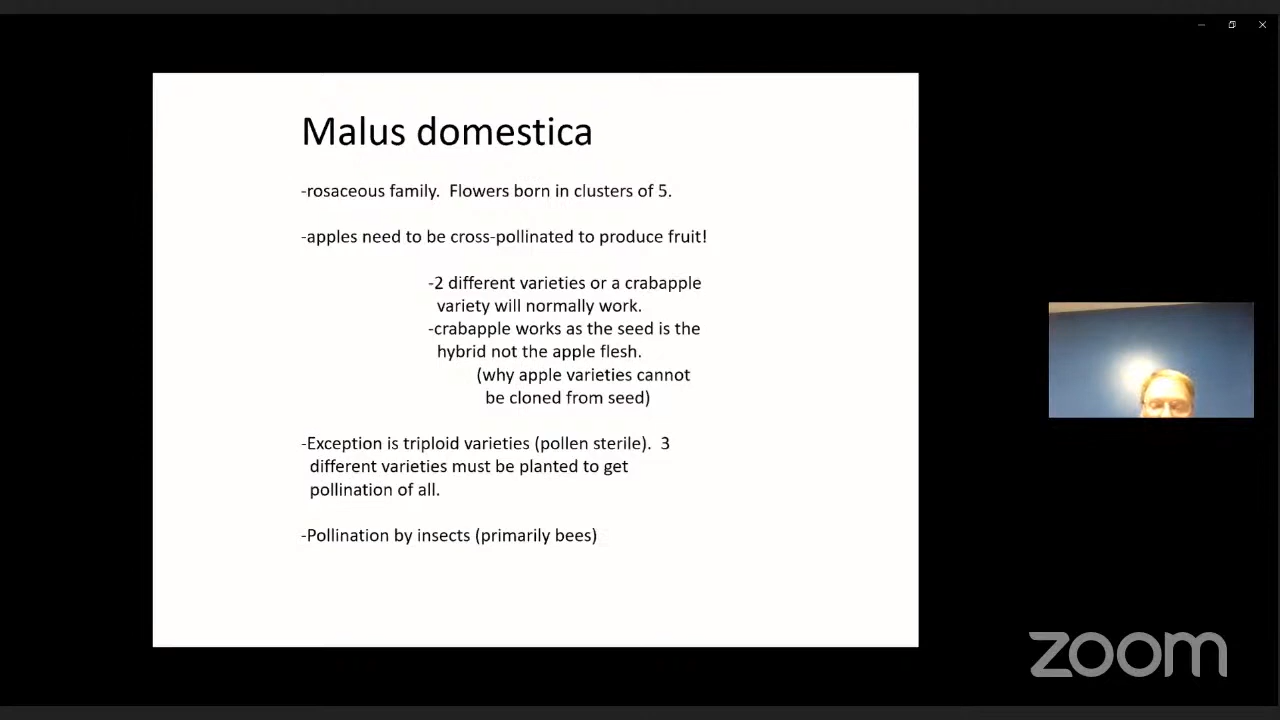 Malus domestica
-rosaceous family.  Flowers born in clusters of 5.
-apples need to be cross-pollinated to produce fruit!
-2 different varieties or a crabapple
variety will normally work.
-crabapple works as the seed is the
hybrid not the apple flesh.
(why apple varieties cannot
be cloned from seed)
-Exception is triploid varieties (pollen sterile).  3
different varieties must be planted to get
pollination of all.
-Pollination by insects (primarily bees)
zoom